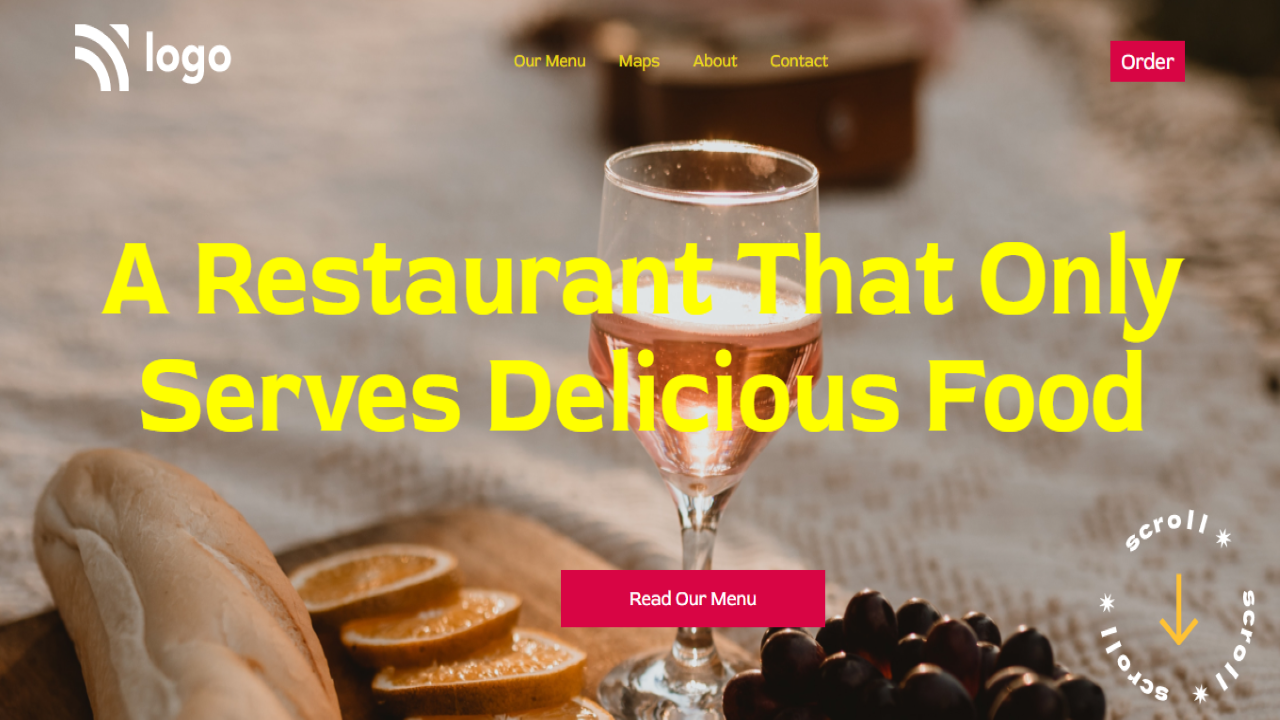 logo
Our Menu Maps About Contact
Order
A Restaurant That Only
Serves Delicious Food
Read Our Menu
scroll
scroll
scroll